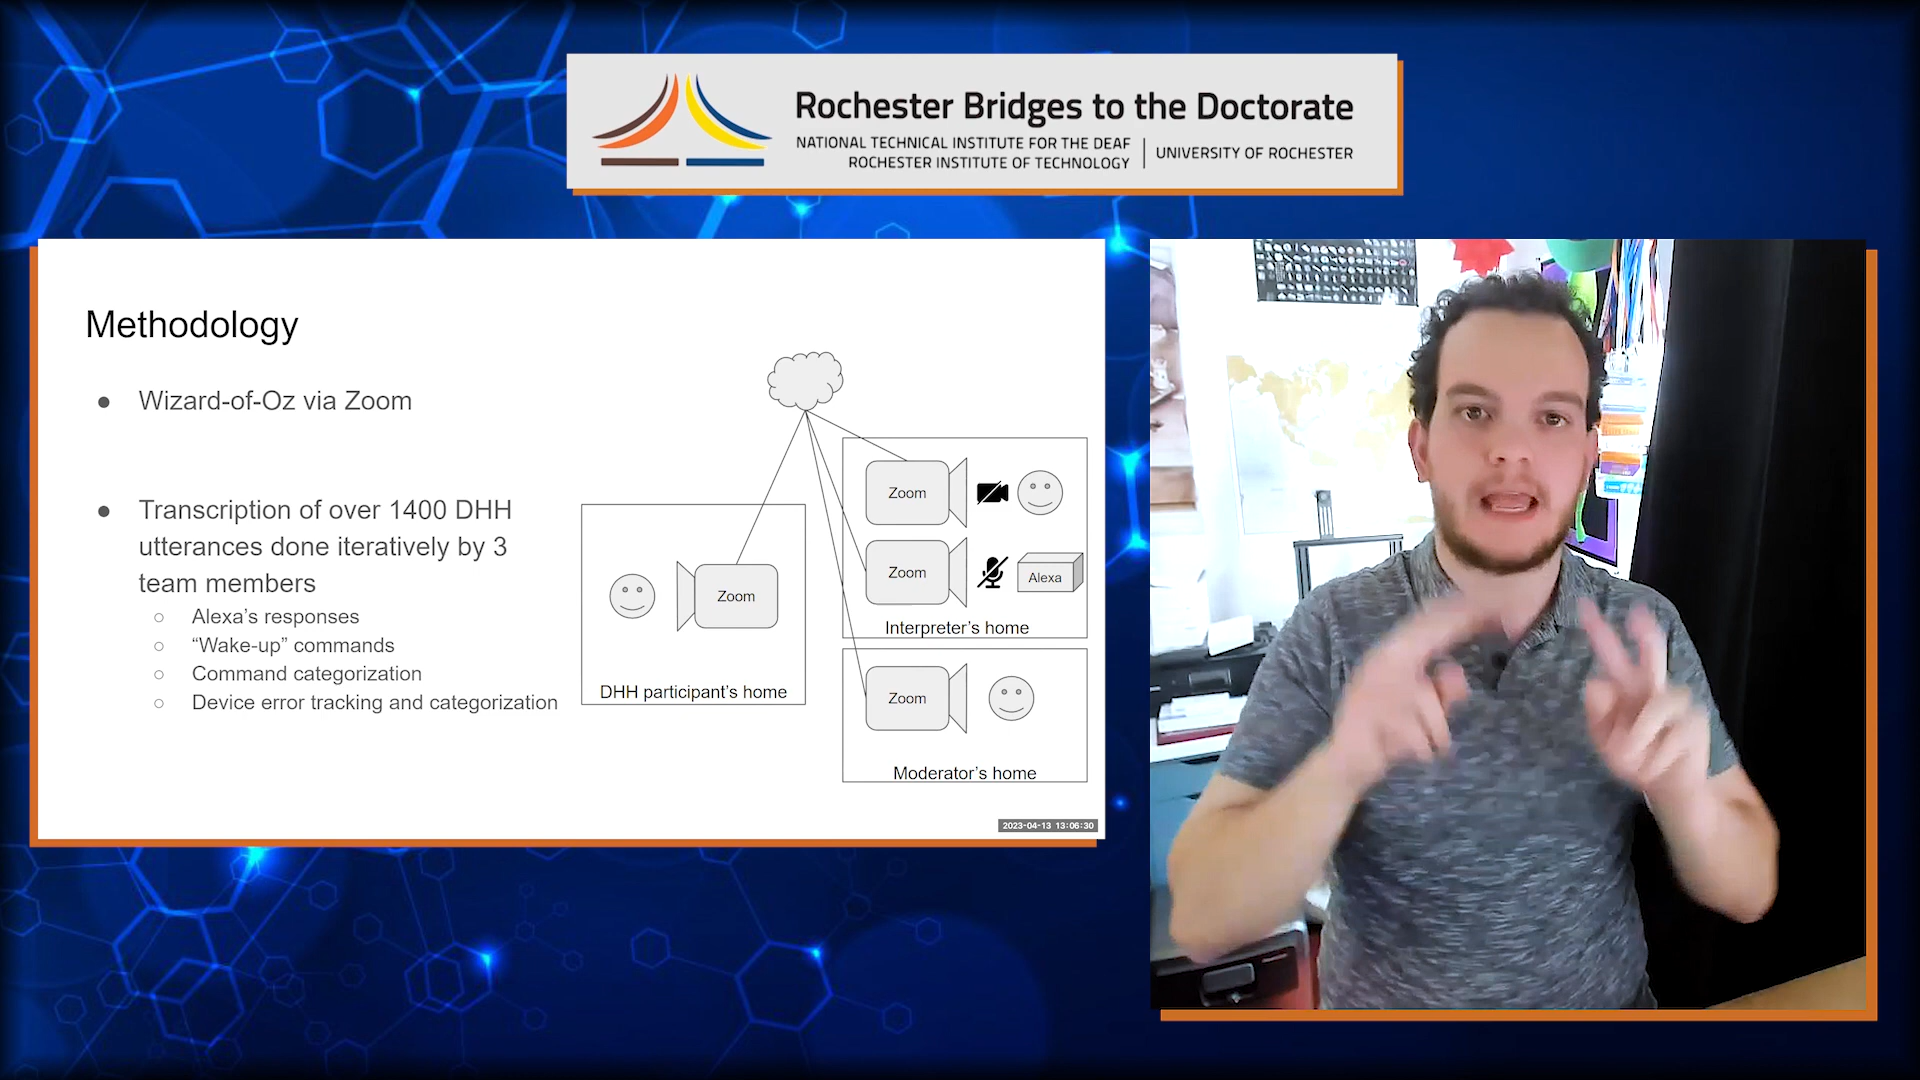 Rochester Bridges to the Doctorate
NATIONAL TECHNICAL INSTITUTE FOR THE DEAF
ROCHESTER INSTITUTE OF TECHNOLOGY
UNIVERSITY OF ROCHESTER
Methodology
● Wizard-of-Oz via Zoom
● Transcription of over 1400 DHH
utterances done iteratively by 3
team members
○ Alexa's responses
○ “Wake-up” commands
○ Command categorization
○ Device error tracking and categorization
Zoom
DHH participant's home
Zoom
Zoom
Alexa
Interpreter's home
Zoom
Moderator's home
2023-04-13 13:06:30